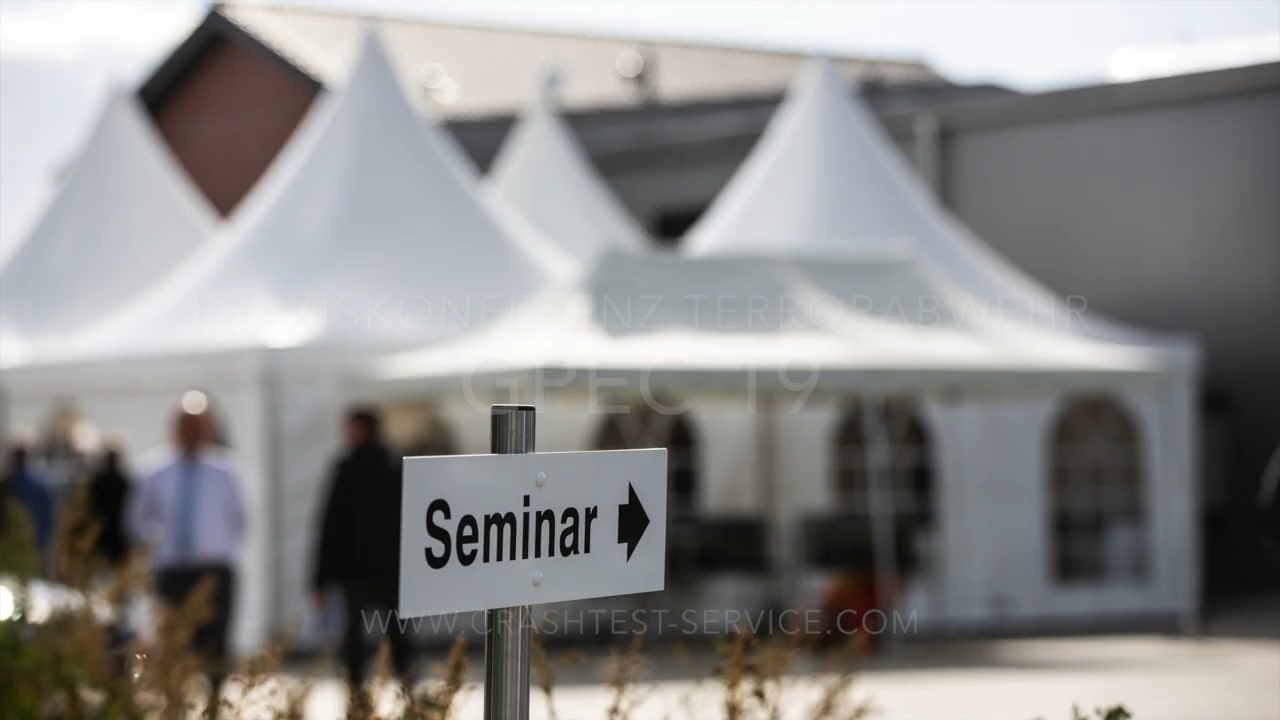 PRAXISKONFERENZ TERRORABWEHR
GPEC 19
Seminar
WWW.CRASHTEST-SERVICE.COM